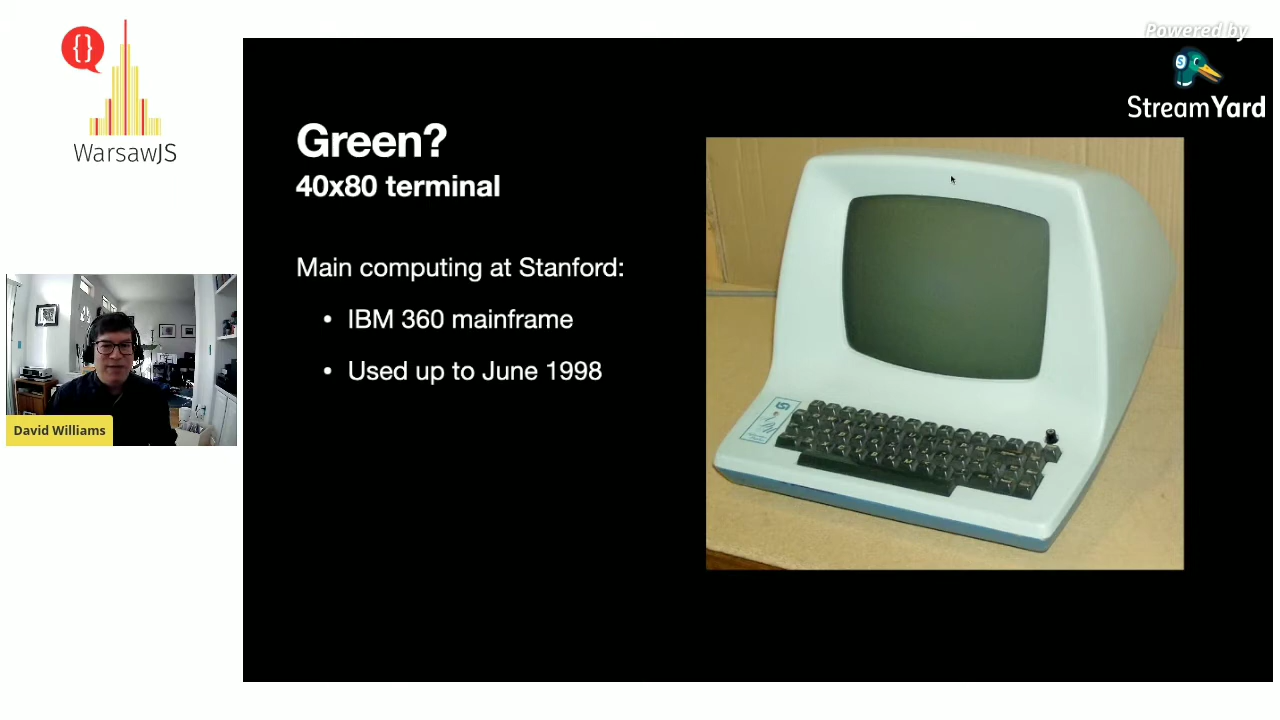 {}
WarsawJS
Powered by
S
StreamYard
Green?
40x80 terminal
Main computing at Stanford:
• IBM 360 mainframe
• Used up to June 1998
David Williams